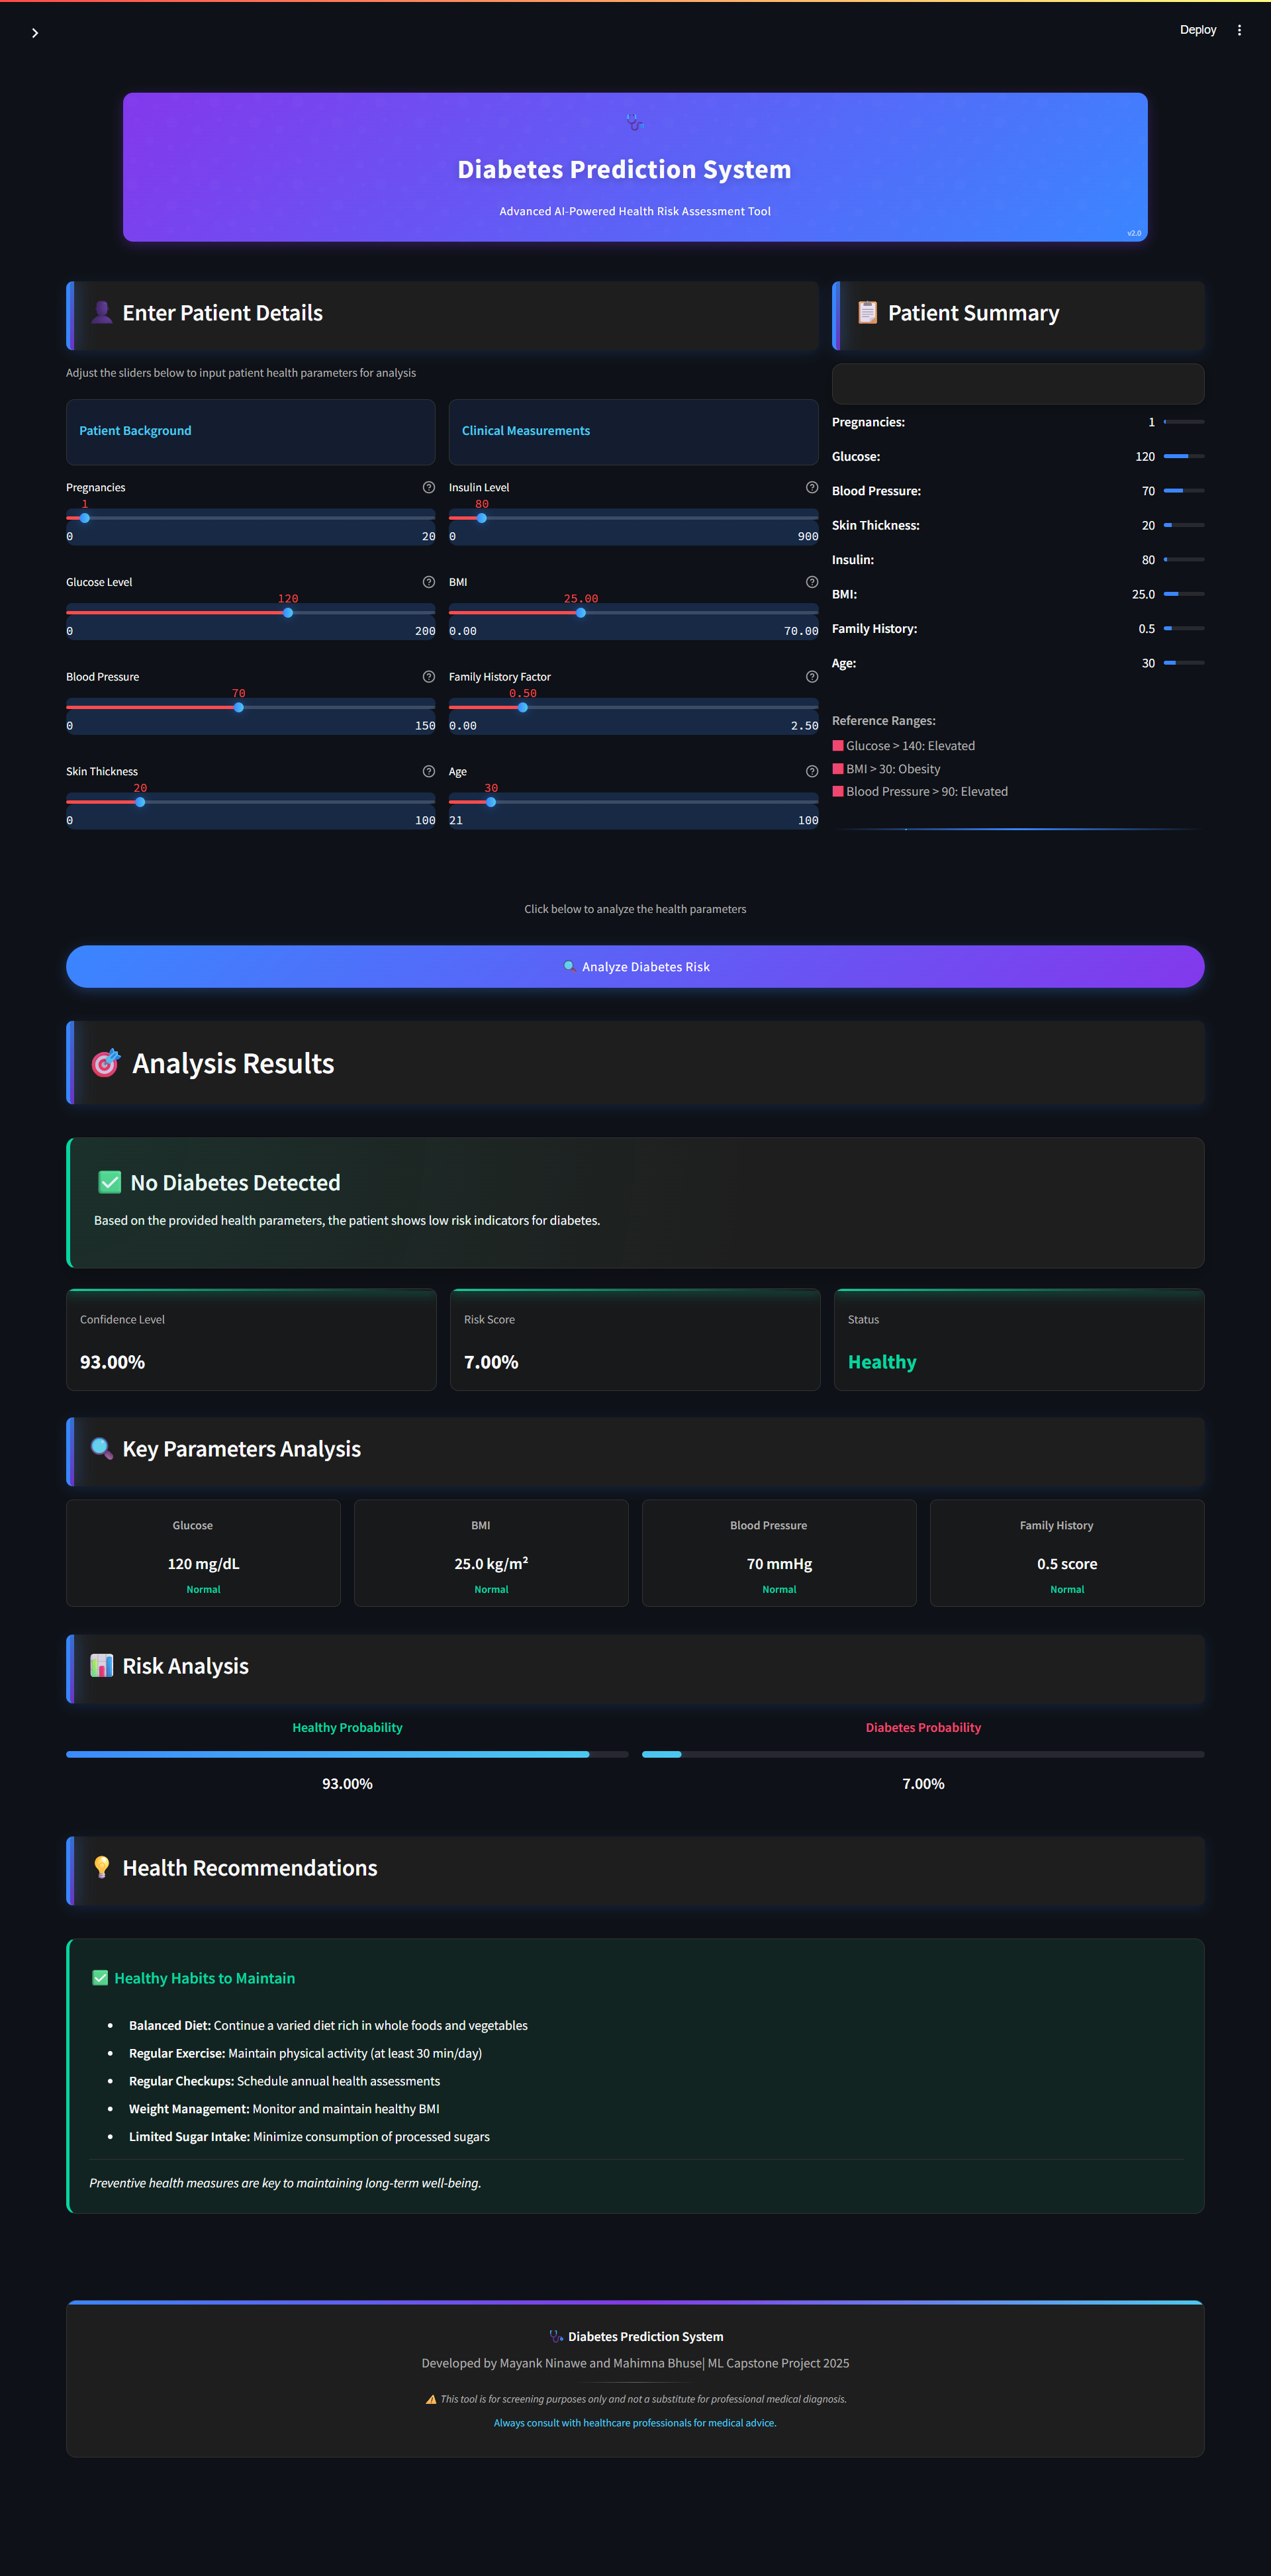 Deploy
Diabetes Prediction System
Advanced AI-Powered Health Risk Assessment Tool
v2.0
Enter Patient Details
Adjust the sliders below to input patient health parameters for analysis
Patient Background
Pregnancies
1
0 20
Glucose Level
120
0 200
Blood Pressure
70
0 150
Skin Thickness
20
0 100
Clinical Measurements
Insulin Level
80
0 900
BMI
25.00
0.00 70.00
Family History Factor
0.50
0.00 2.50
Age
30
21 100
Patient Summary
Pregnancies: 1
Glucose: 120
Blood Pressure: 70
Skin Thickness: 20
Insulin: 80
BMI: 25.0
Family History: 0.5
Age: 30
Reference Ranges:
Glucose > 140: Elevated
BMI > 30: Obesity
Blood Pressure > 90: Elevated
Click below to analyze the health parameters
Analyze Diabetes Risk
Analysis Results
No Diabetes Detected
Based on the provided health parameters, the patient shows low risk indicators for diabetes.
Confidence Level
93.00%
Risk Score
7.00%
Status
Healthy
Key Parameters Analysis
Glucose
120 mg/dL
Normal
BMI
25.0 kg/m²
Normal
Blood Pressure
70 mmHg
Normal
Family History
0.5 score
Normal
Risk Analysis
Healthy Probability
93.00%
Diabetes Probability
7.00%
Health Recommendations
Healthy Habits to Maintain
• Balanced Diet: Continue a varied diet rich in whole foods and vegetables
• Regular Exercise: Maintain physical activity (at least 30 min/day)
• Regular Checkups: Schedule annual health assessments
• Weight Management: Monitor and maintain healthy BMI
• Limited Sugar Intake: Minimize consumption of processed sugars
Preventive health measures are key to maintaining long-term well-being.
Diabetes Prediction System
Developed by Mayank Ninawe and Mahimna Bhuse| ML Capstone Project 2025
This tool is for screening purposes only and not a substitute for professional medical diagnosis.
Always consult with healthcare professionals for medical advice.